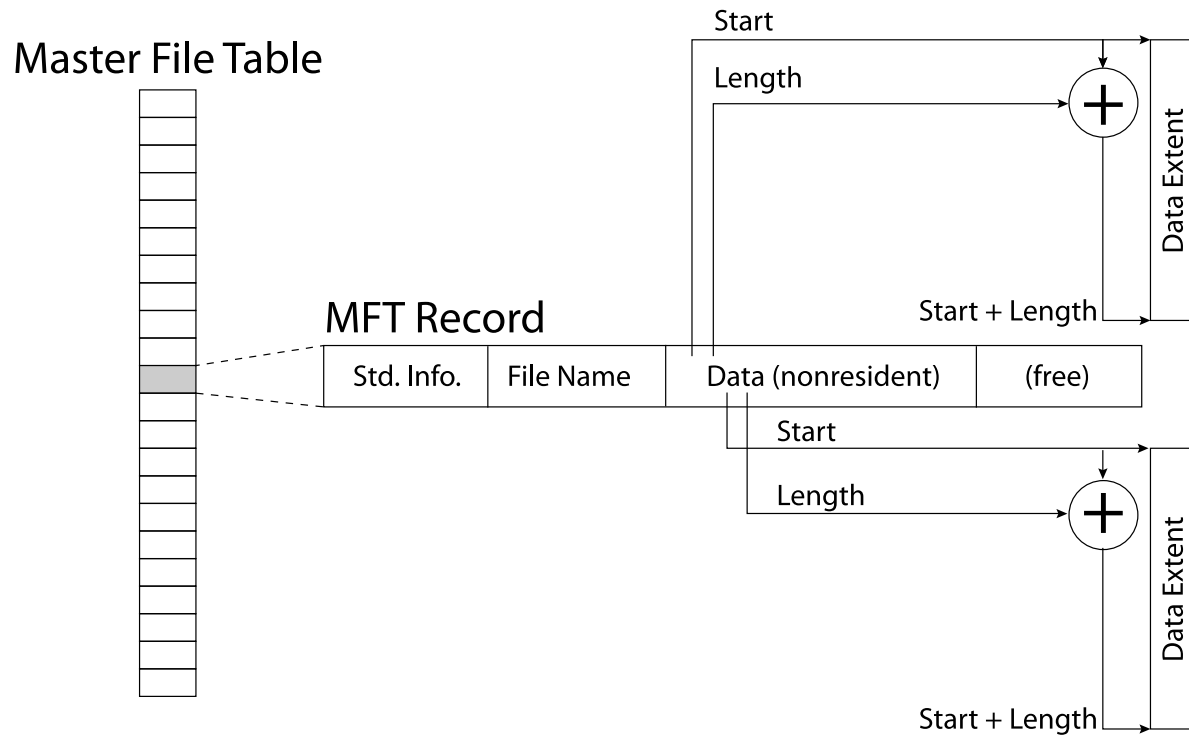 Start
Master File Table
Length
Data Extent
Start + Length
MFT Record
Std. Info.
File Name
Data (nonresident)
(free)
Start
Length
Data Extent
Start + Length